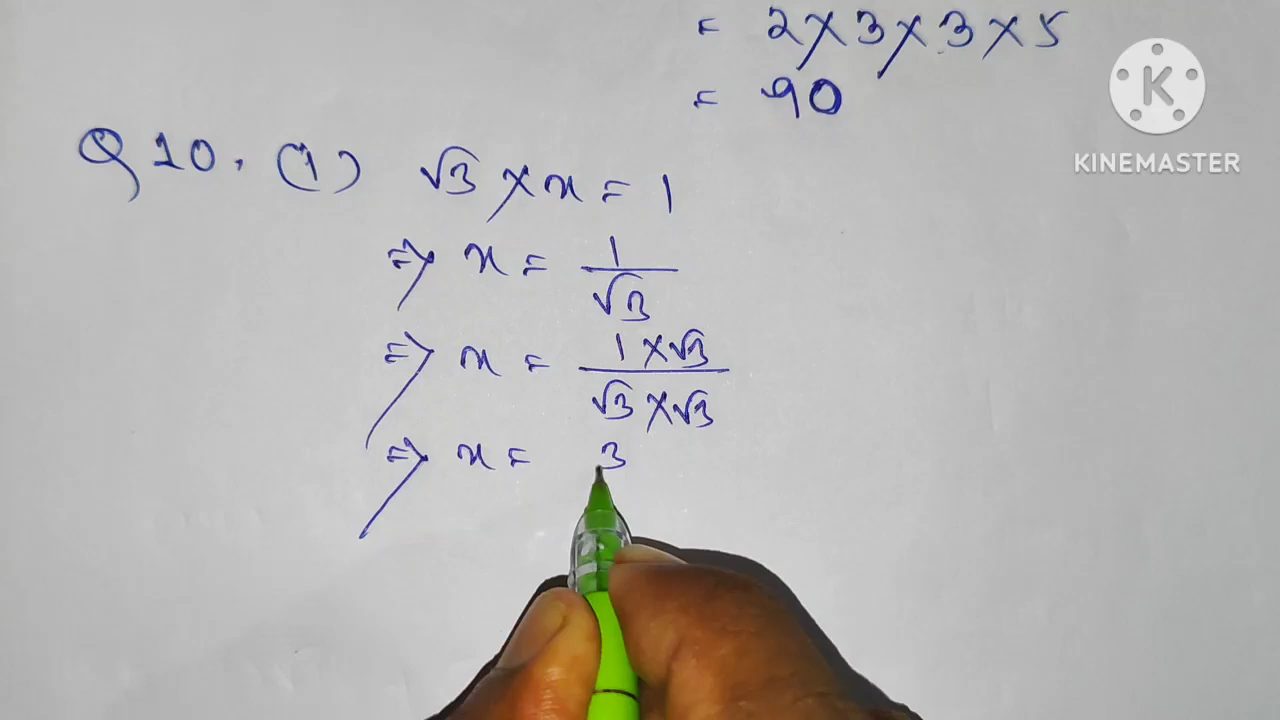 = 2×3×3×5
= 90
K
KINEMASTER
Q 10. (1) √3 × x = 1
⇒ x = 1/√3
⇒ x = 1×√3/√3×√3
⇒ x = 3